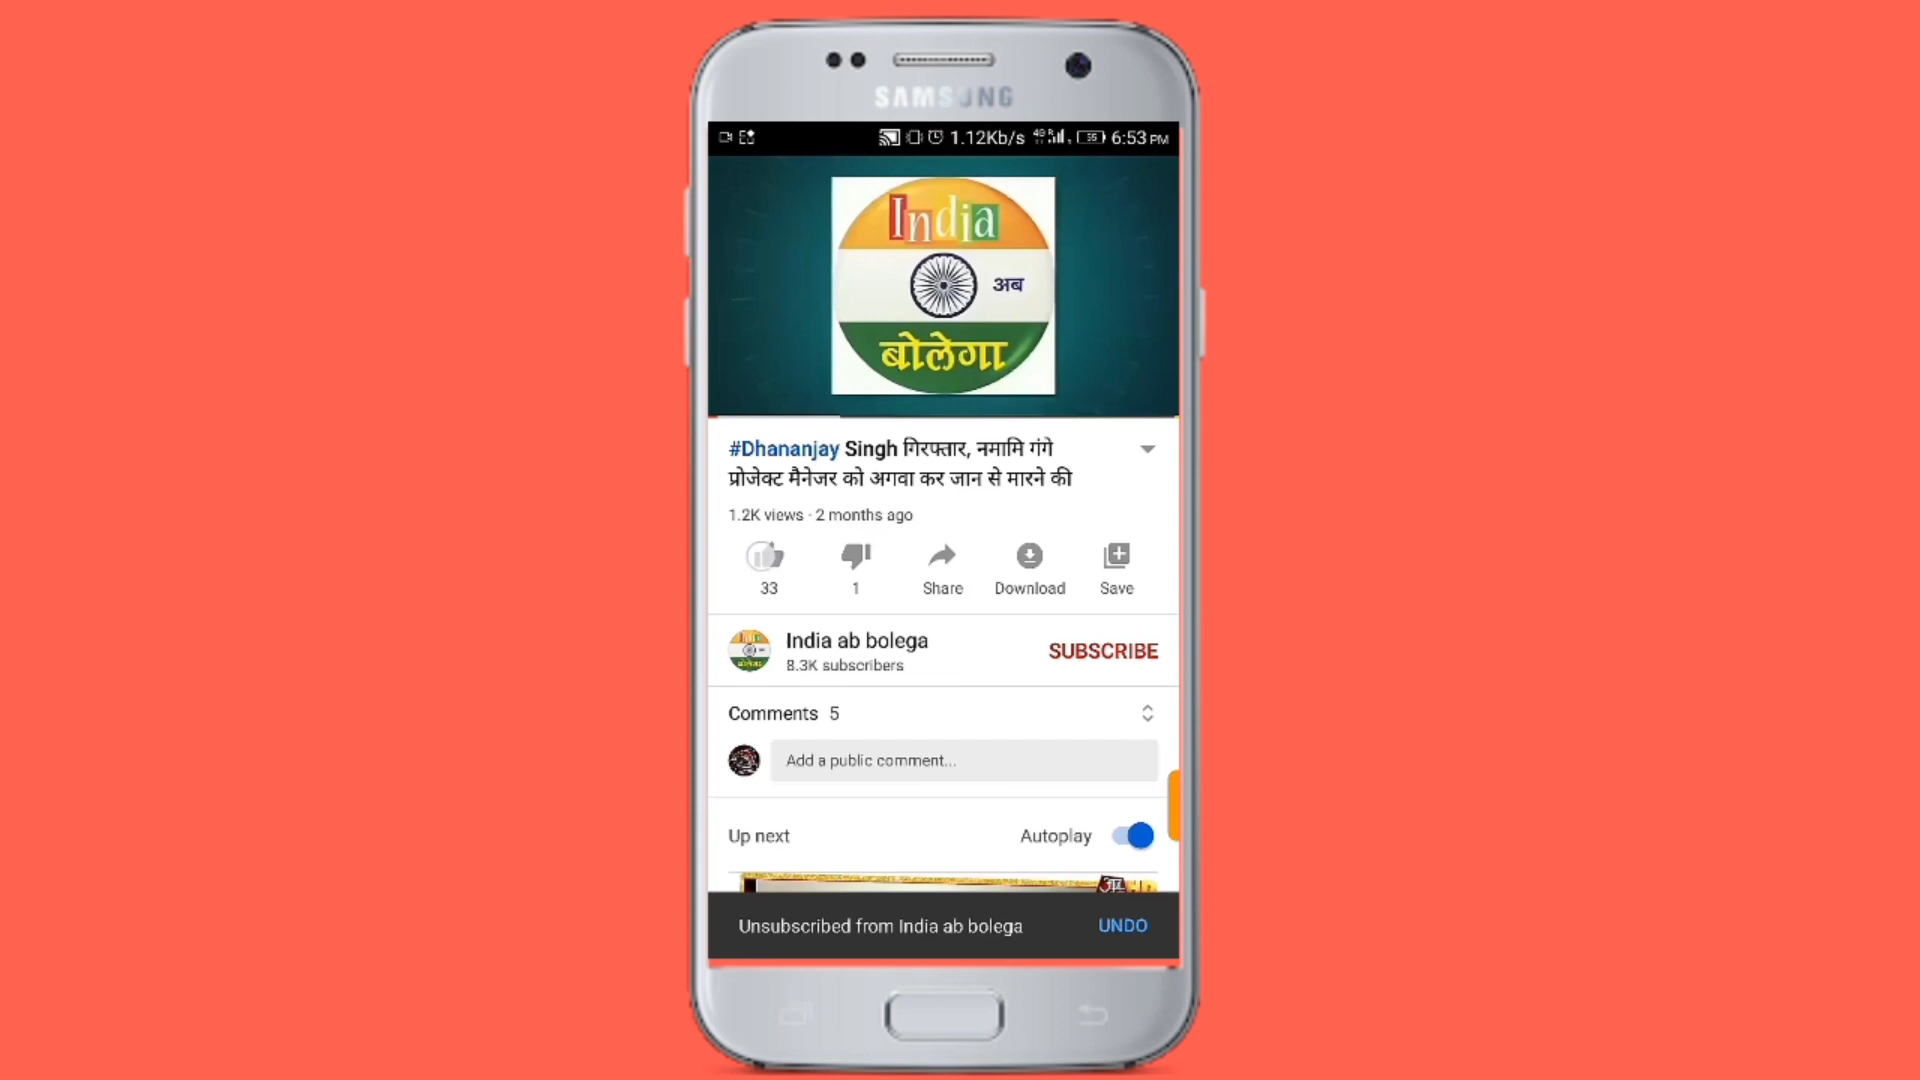 SAMSUNG
1.12Kb/s 6:53 PM
India
अब
बोलेगा
#Dhananjay Singh गिरफ्तार, नमामि गंगे
प्रोजेक्ट मैनेजर को अगवा कर जान से मारने की
1.2K views · 2 months ago
33 1 Share Download Save
India ab bolega
8.3K subscribers
SUBSCRIBE
Comments 5
Add a public comment...
Up next Autoplay
Unsubscribed from India ab bolega UNDO